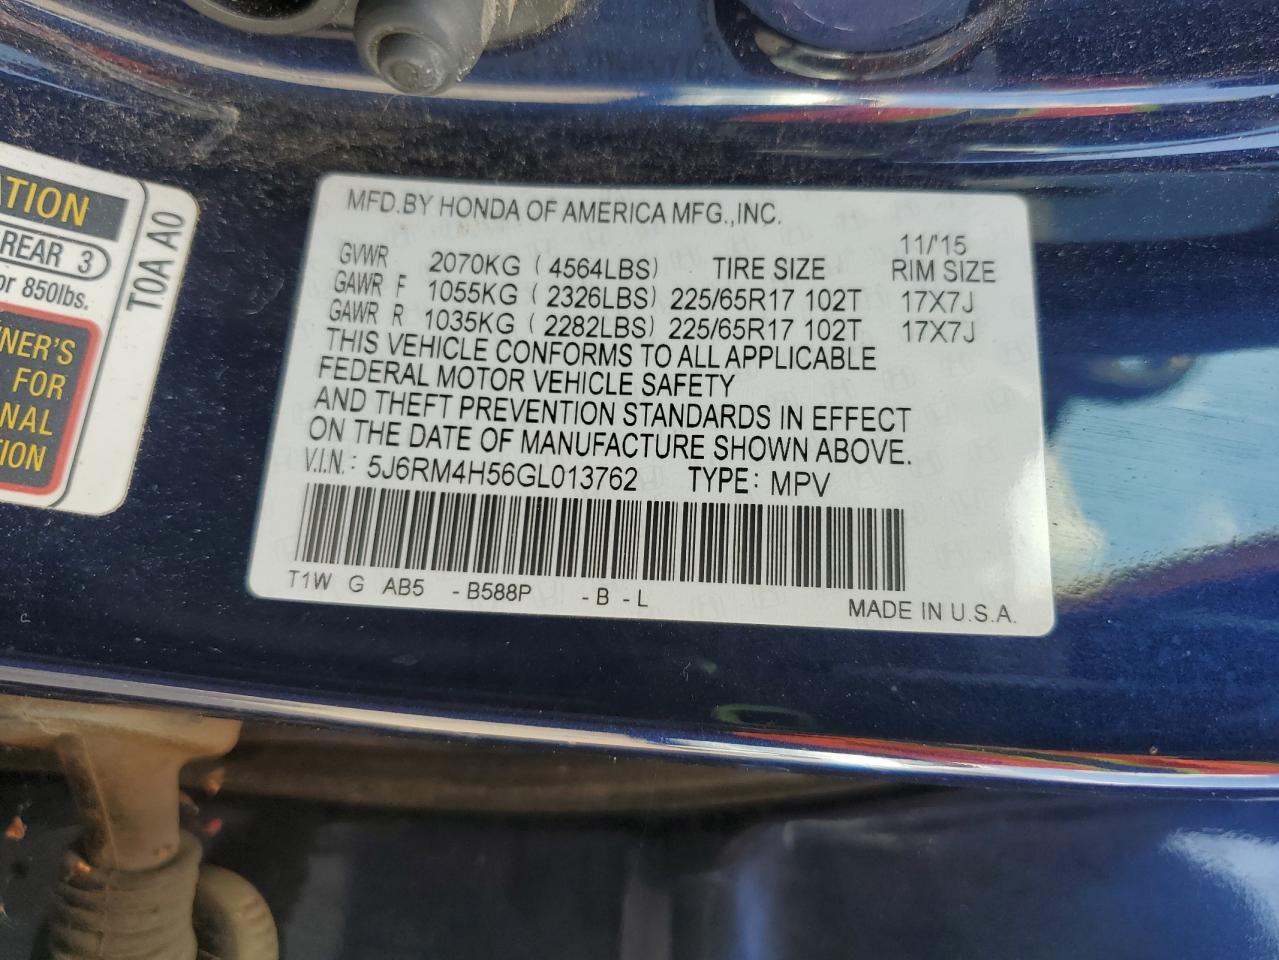 ATION
REAR 3
or 850lbs.
NER'S
FOR
NAL
TION
T0A A0
MFD.BY HONDA OF AMERICA MFG.,INC.
11/'15
GVWR 2070KG (4564LBS) TIRE SIZE RIM SIZE
GAWR F 1055KG (2326LBS) 225/65R17 102T 17X7J
GAWR R 1035KG (2282LBS) 225/65R17 102T 17X7J
THIS VEHICLE CONFORMS TO ALL APPLICABLE
FEDERAL MOTOR VEHICLE SAFETY
AND THEFT PREVENTION STANDARDS IN EFFECT
ON THE DATE OF MANUFACTURE SHOWN ABOVE.
V.I.N.: 5J6RM4H56GL013762 TYPE: MPV
T1W G AB5 -B588P -B -L
MADE IN U.S.A.